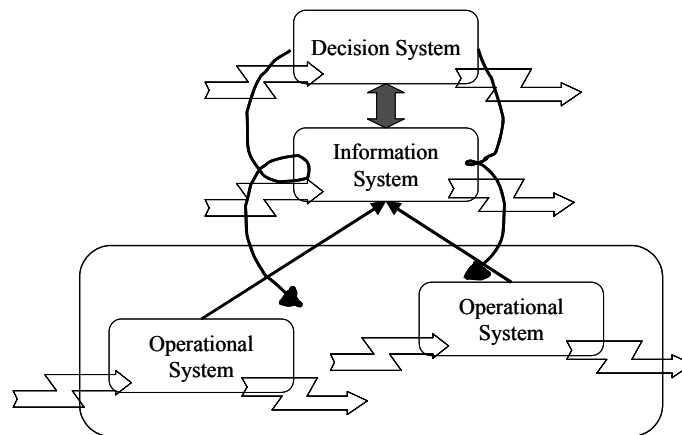 Decision System
Information
System
Operational
System
Operational
System